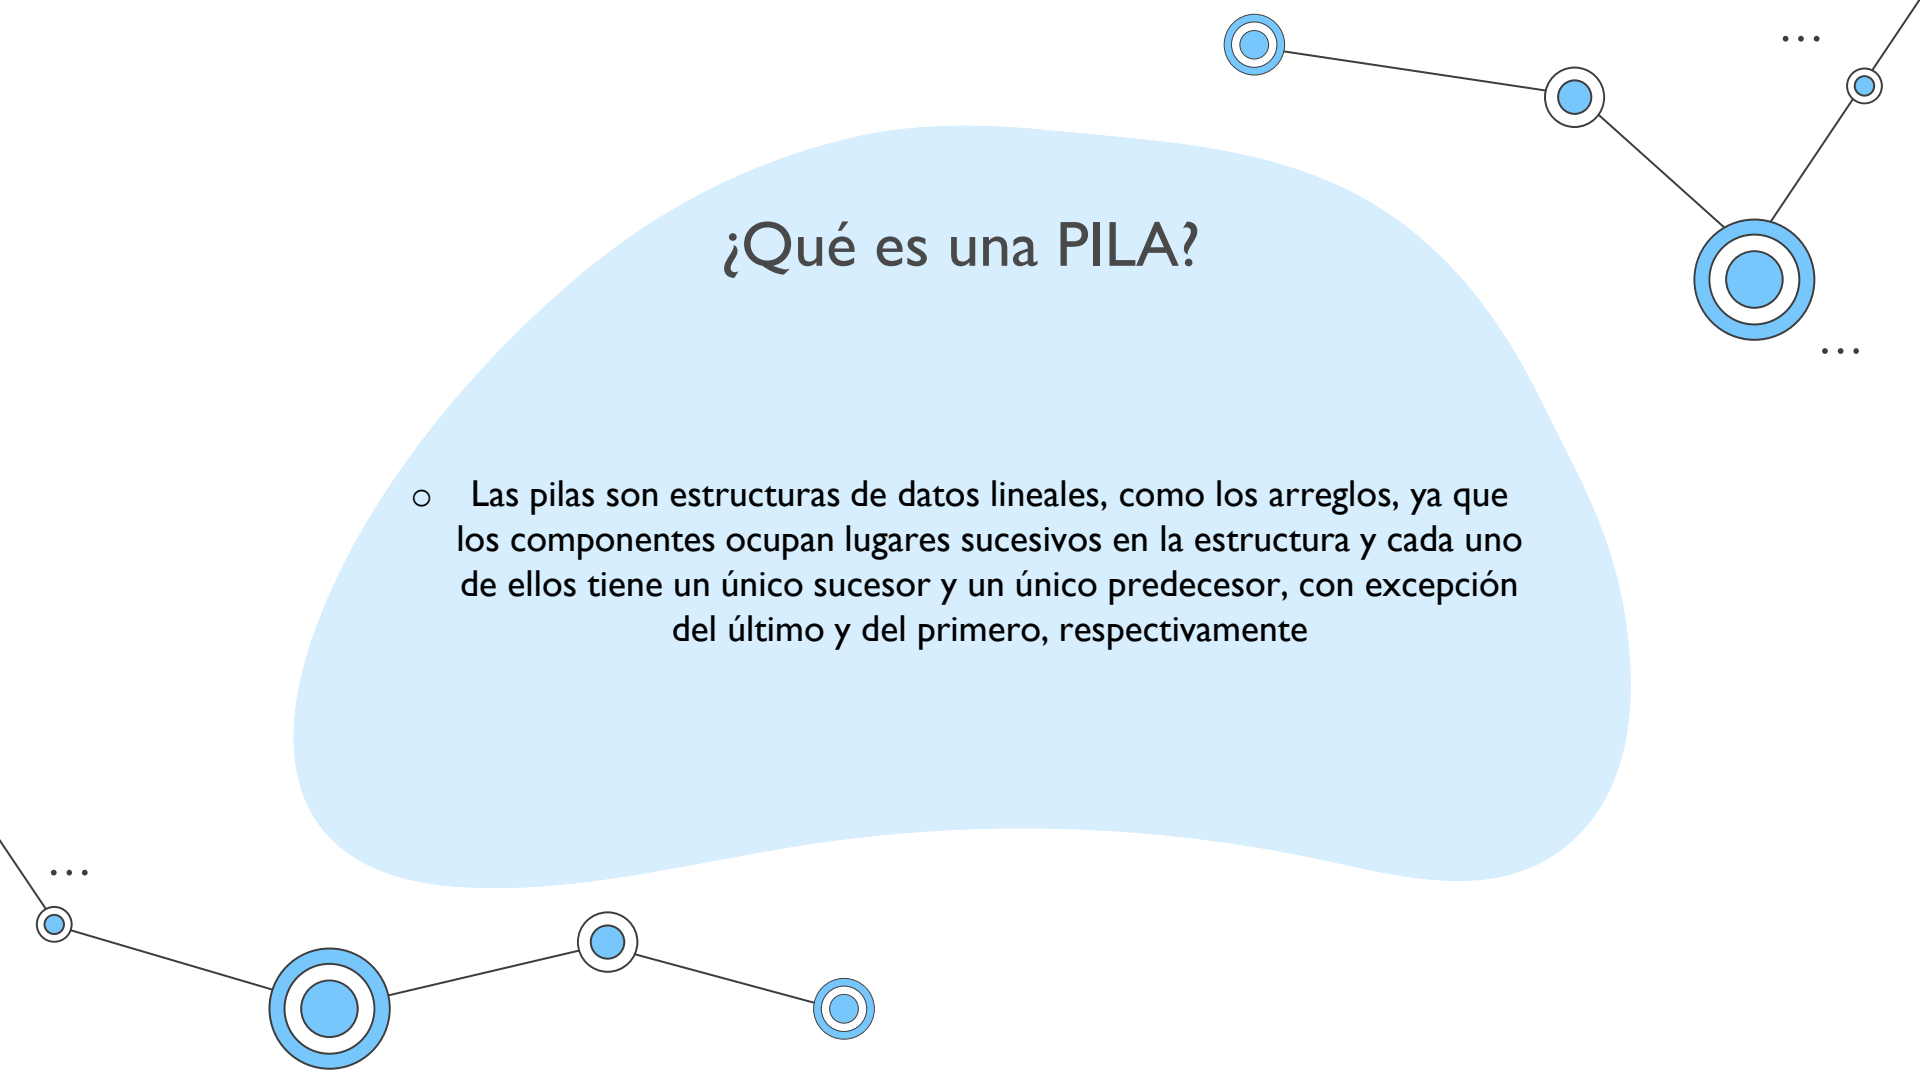 ¿Qué es una PILA?
o Las pilas son estructuras de datos lineales, como los arreglos, ya que
los componentes ocupan lugares sucesivos en la estructura y cada uno
de ellos tiene un único sucesor y un único predecesor, con excepción
del último y del primero, respectivamente